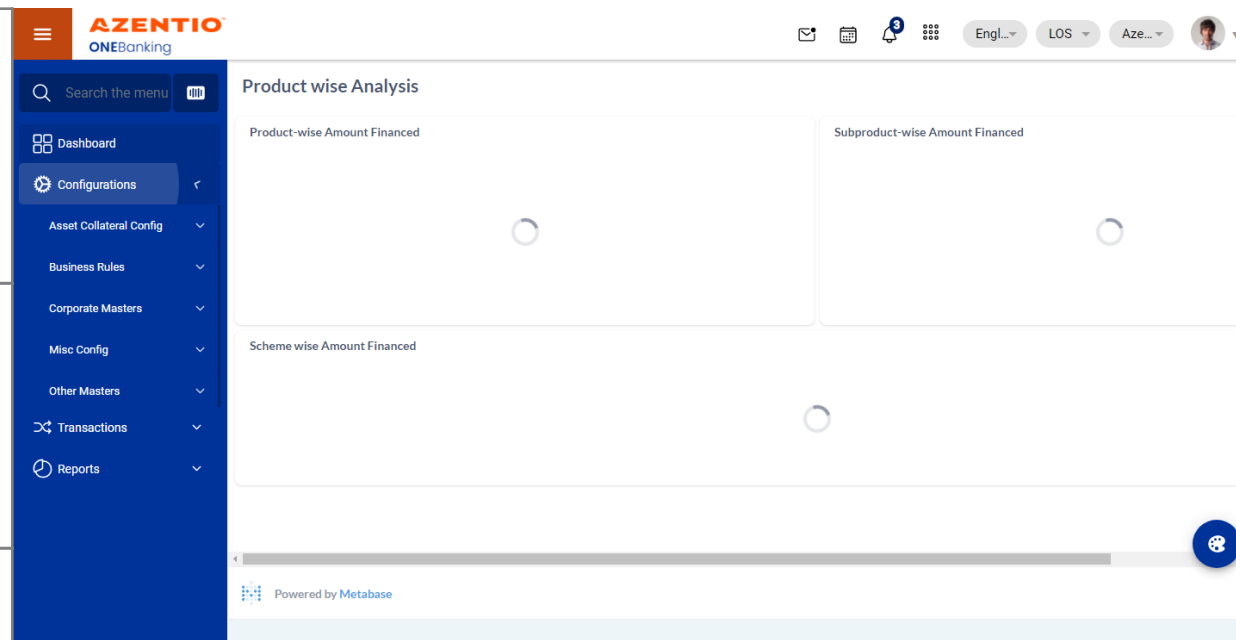 AZENTIO
ONEBanking
3
Engl...
LOS
Aze...
Search the menu
Dashboard
Configurations
Asset Collateral Config
Business Rules
Corporate Masters
Misc Config
Other Masters
Transactions
Reports
Product wise Analysis
Product-wise Amount Financed
Subproduct-wise Amount Financed
Scheme wise Amount Financed
Powered by Metabase